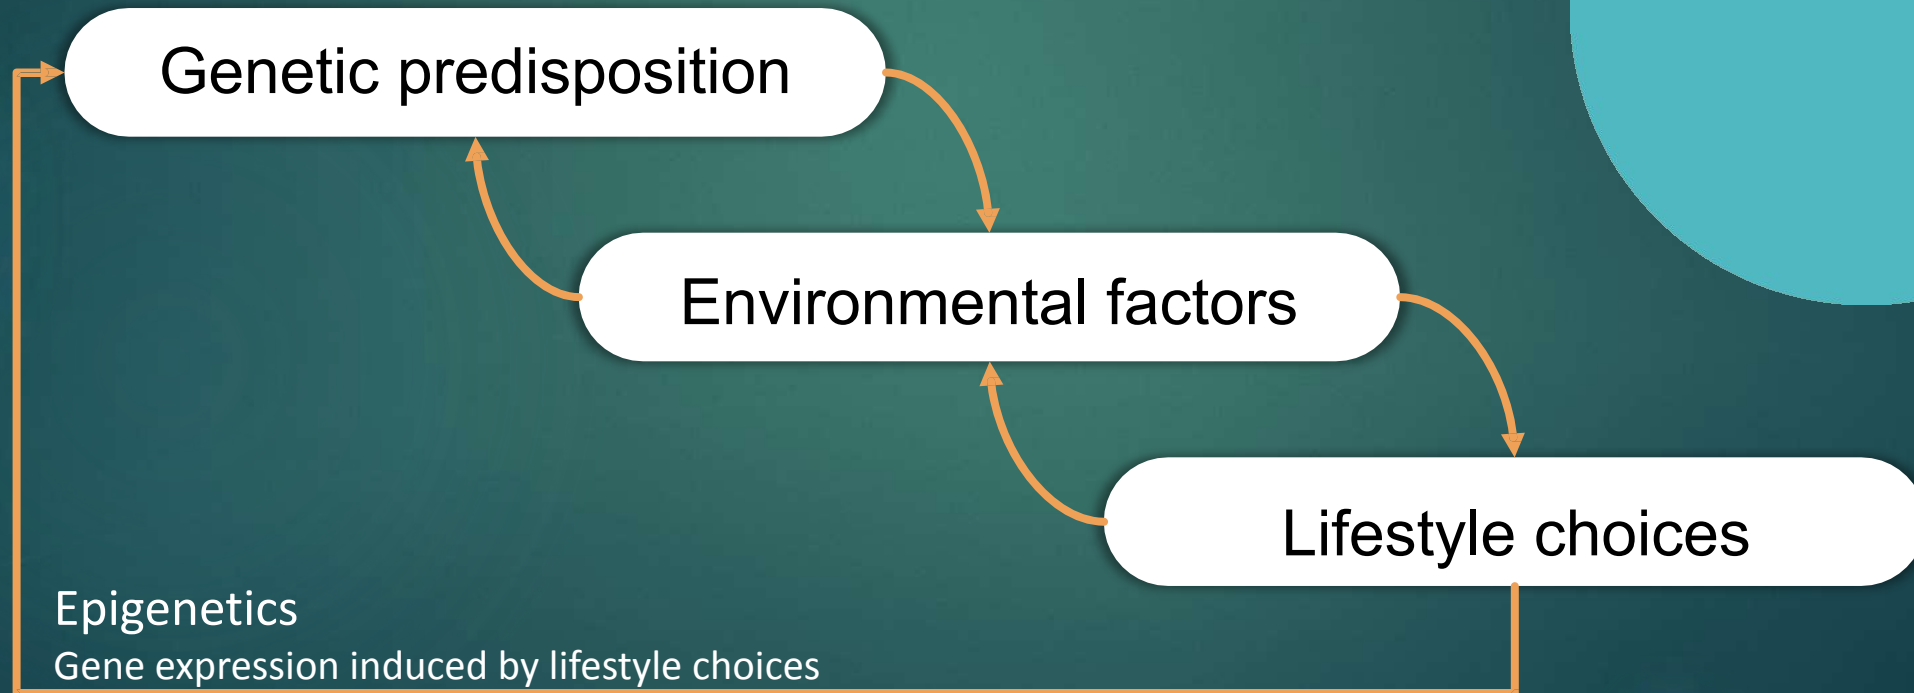 Genetic predisposition
Environmental factors
Lifestyle choices
Epigenetics
Gene expression induced by lifestyle choices